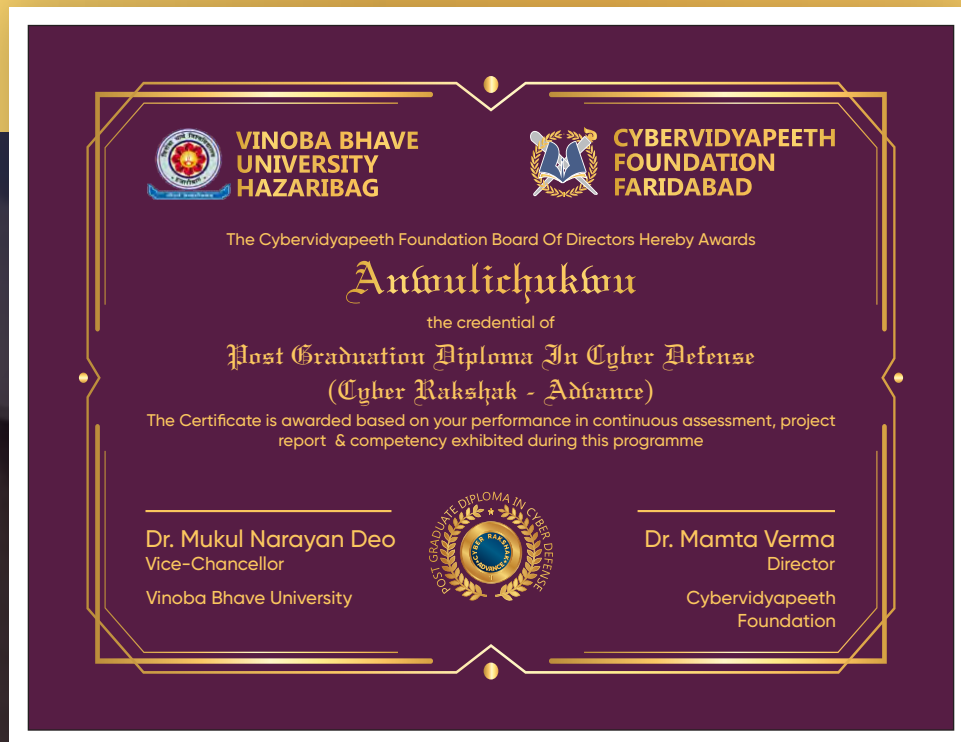 VINOBA BHAVE
UNIVERSITY
HAZARIBAG
CYBERVIDYAPEETH
FOUNDATION
FARIDABAD
The Cybervidyapeeth Foundation Board Of Directors Hereby Awards
Anwulichukwu
the credential of
Post Graduation Diploma In Cyber Defense
(Cyber Rakshak - Advance)
The Certificate is awarded based on your performance in continuous assessment, project
report & competency exhibited during this programme
Dr. Mukul Narayan Deo
Vice-Chancellor
Vinoba Bhave University
POST GRADUATE DIPLOMA IN CYBER DEFENSE
CYBER RAKSHAK
ADVANCE
Dr. Mamta Verma
Director
Cybervidyapeeth
Foundation